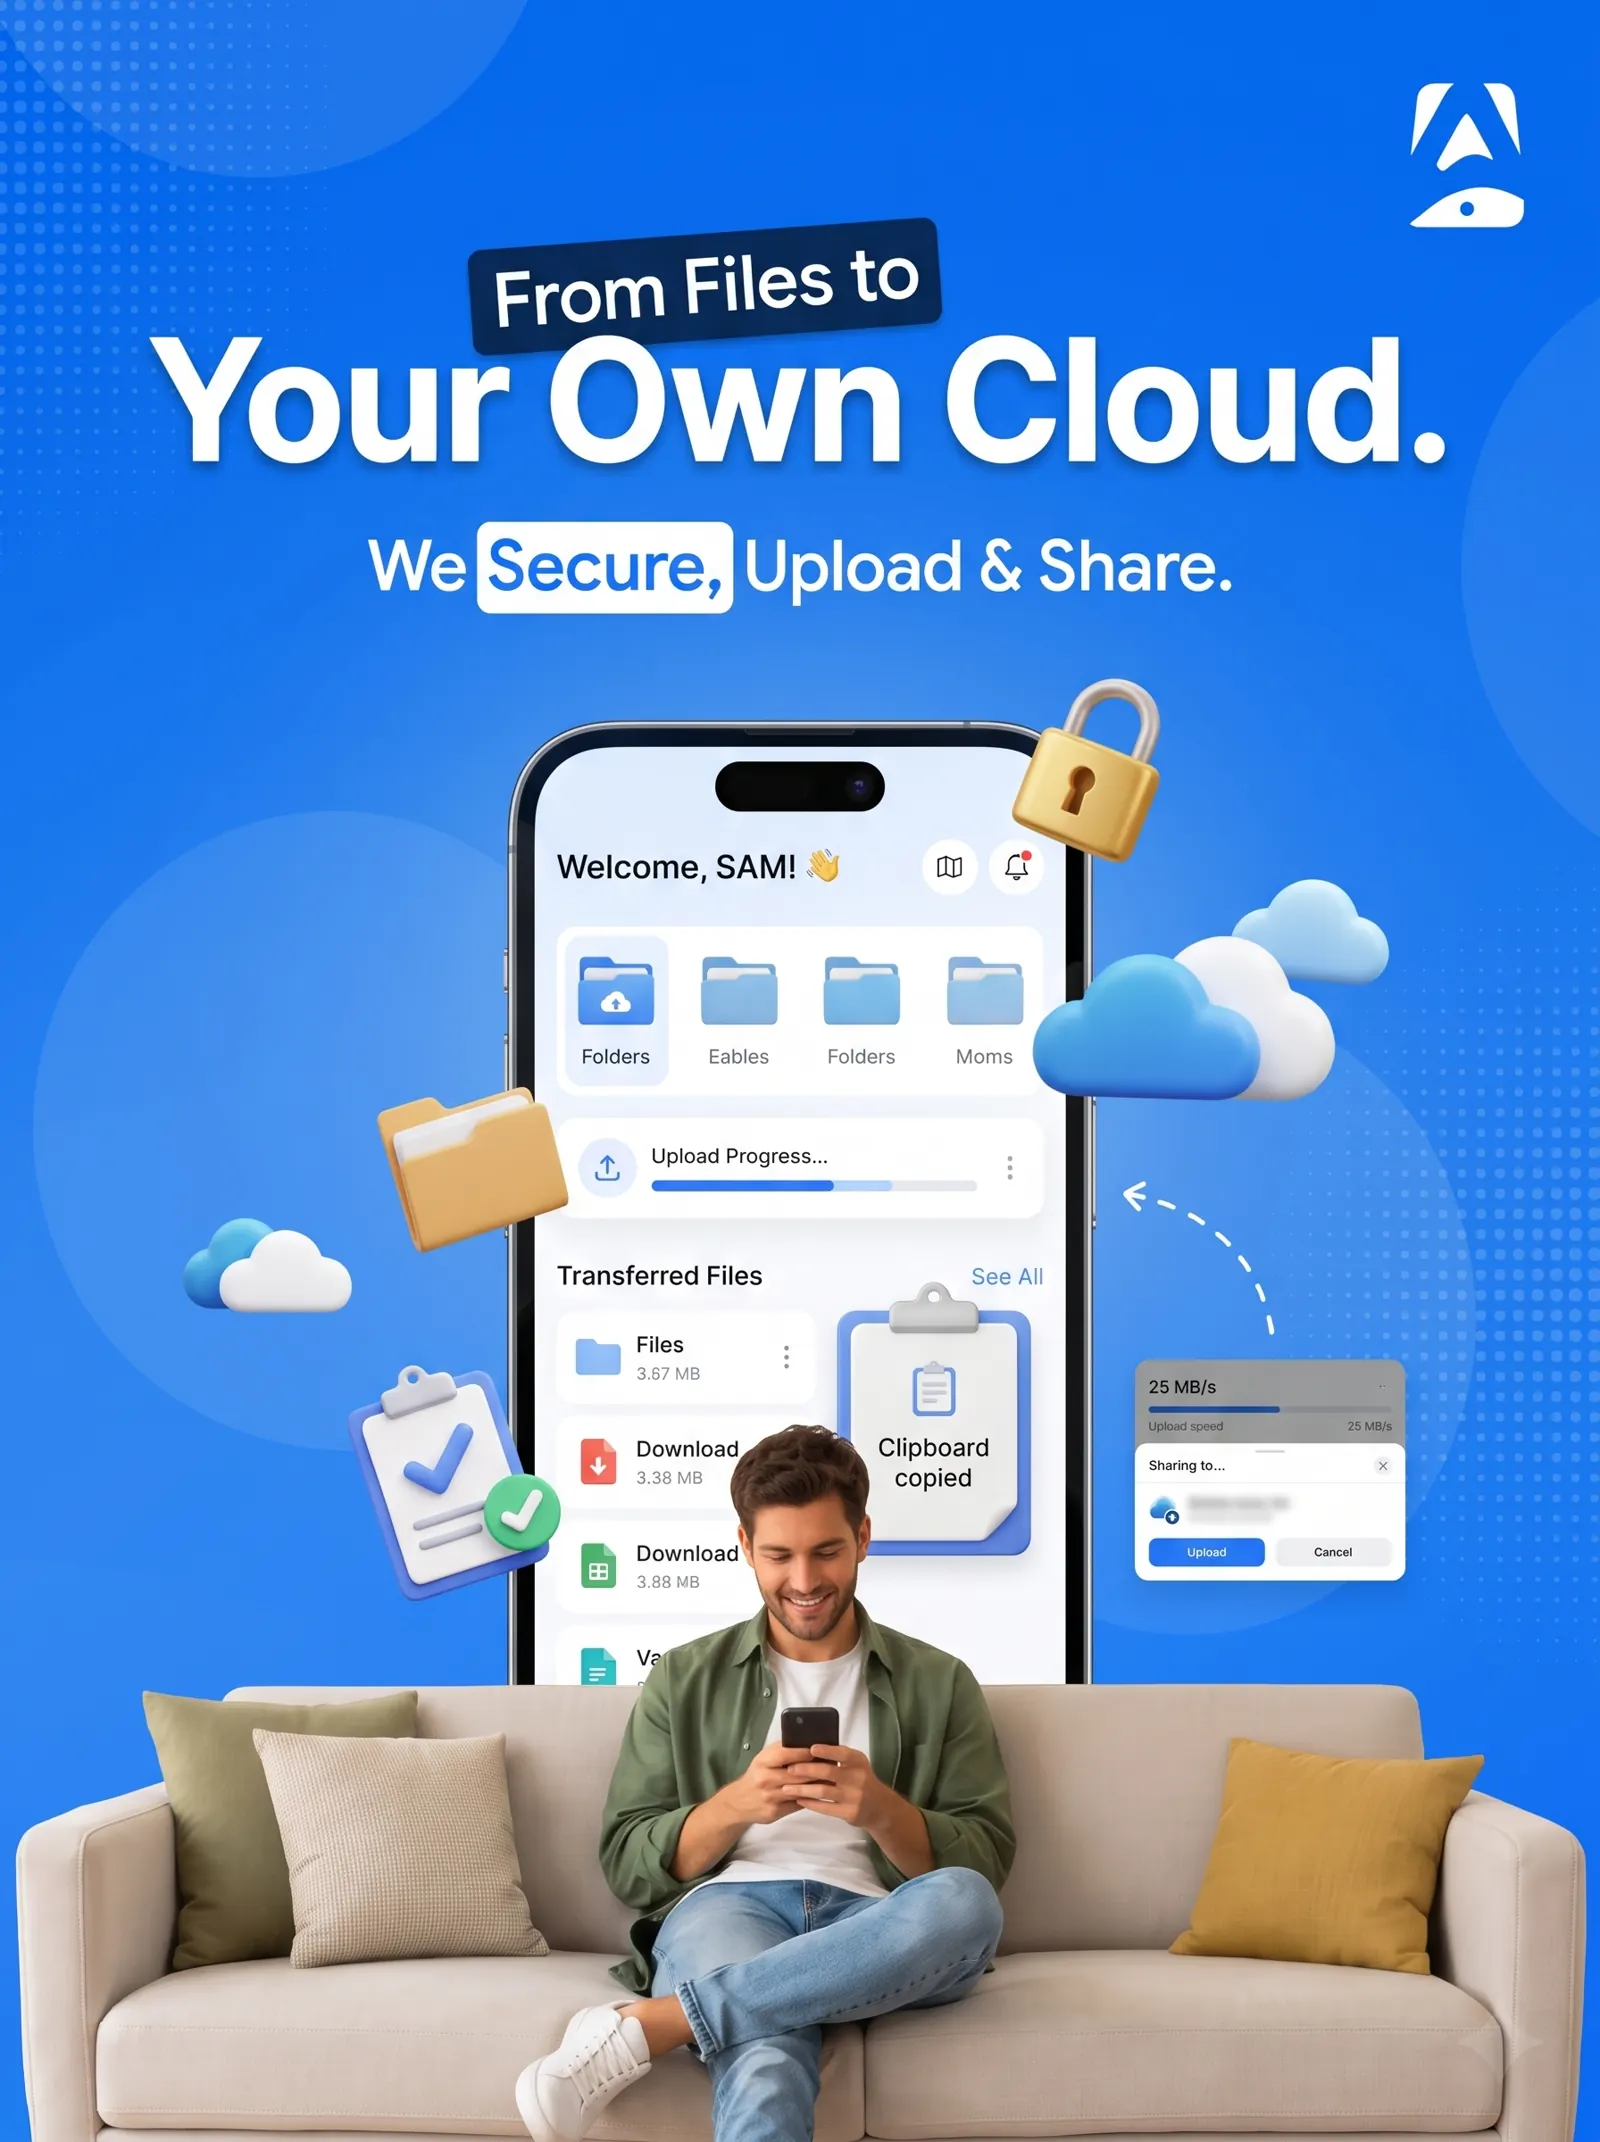 From Files to
Your Own Cloud.
We Secure, Upload & Share.
Welcome, SAM! 👋
Folders
Eables
Folders
Moms
Upload Progress...
Transferred Files
See All
Files
3.67 MB
Download
3.38 MB
Clipboard
copied
Download
3.88 MB
Va
25 MB/s
Upload speed
25 MB/s
Sharing to...
Upload
Cancel